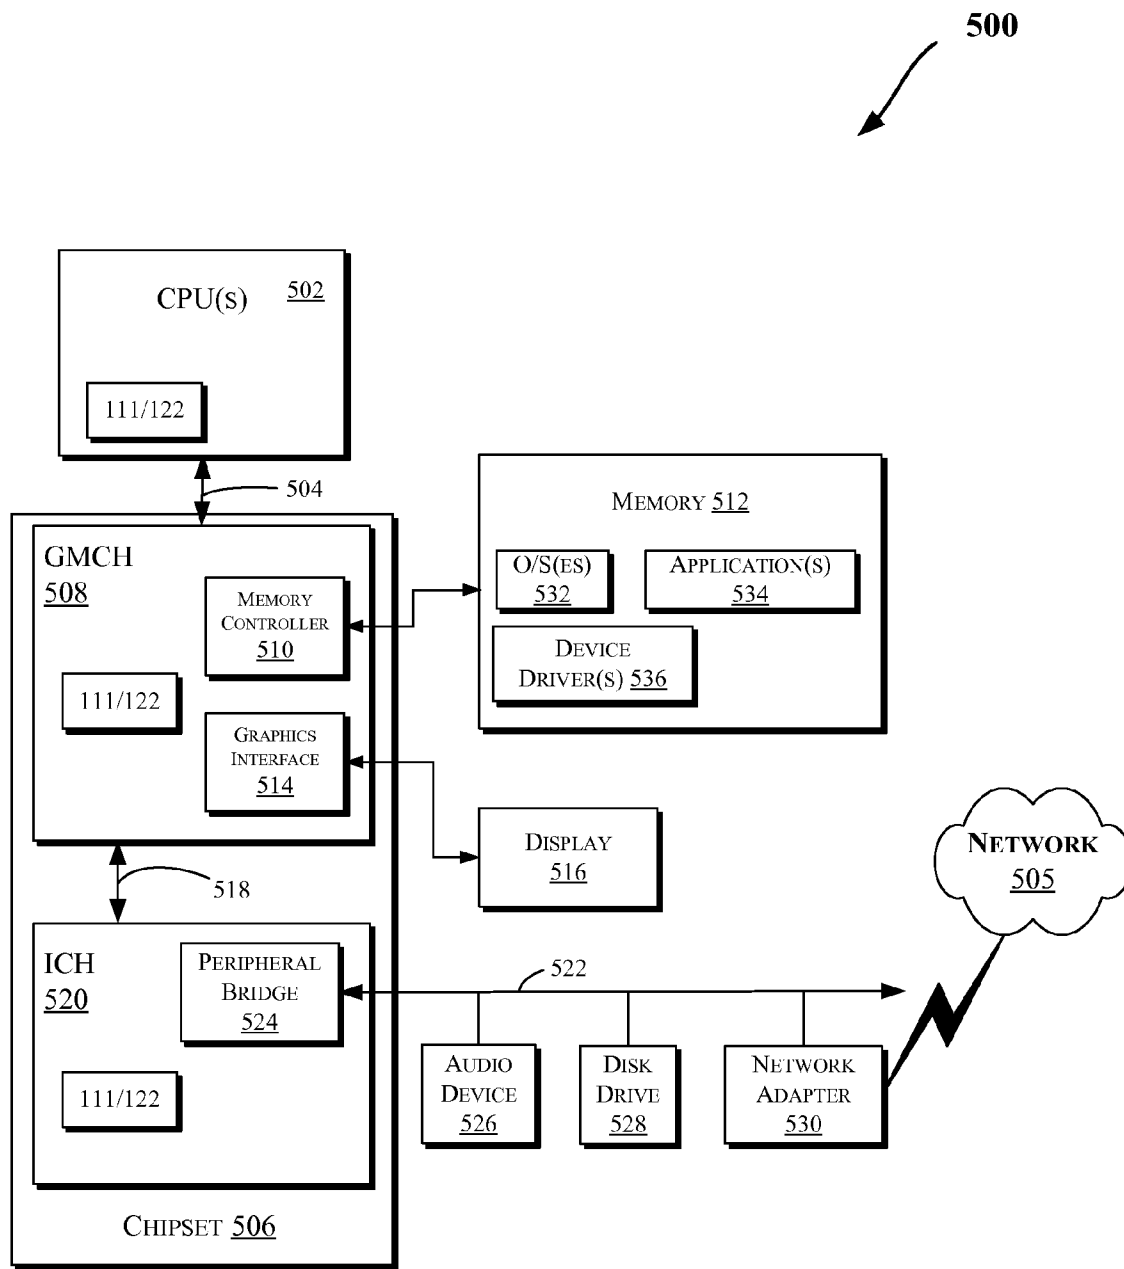 500
CPU(S) 502
111/122
504
GMCH
508
MEMORY
CONTROLLER
510
111/122
GRAPHICS
INTERFACE
514
MEMORY 512
O/S(ES)
532
APPLICATION(S)
534
DEVICE
DRIVER(S) 536
DISPLAY
516
NETWORK
505
518
ICH
520
PERIPHERAL
BRIDGE
524
111/122
522
AUDIO
DEVICE
526
DISK
DRIVE
528
NETWORK
ADAPTER
530
CHIPSET 506